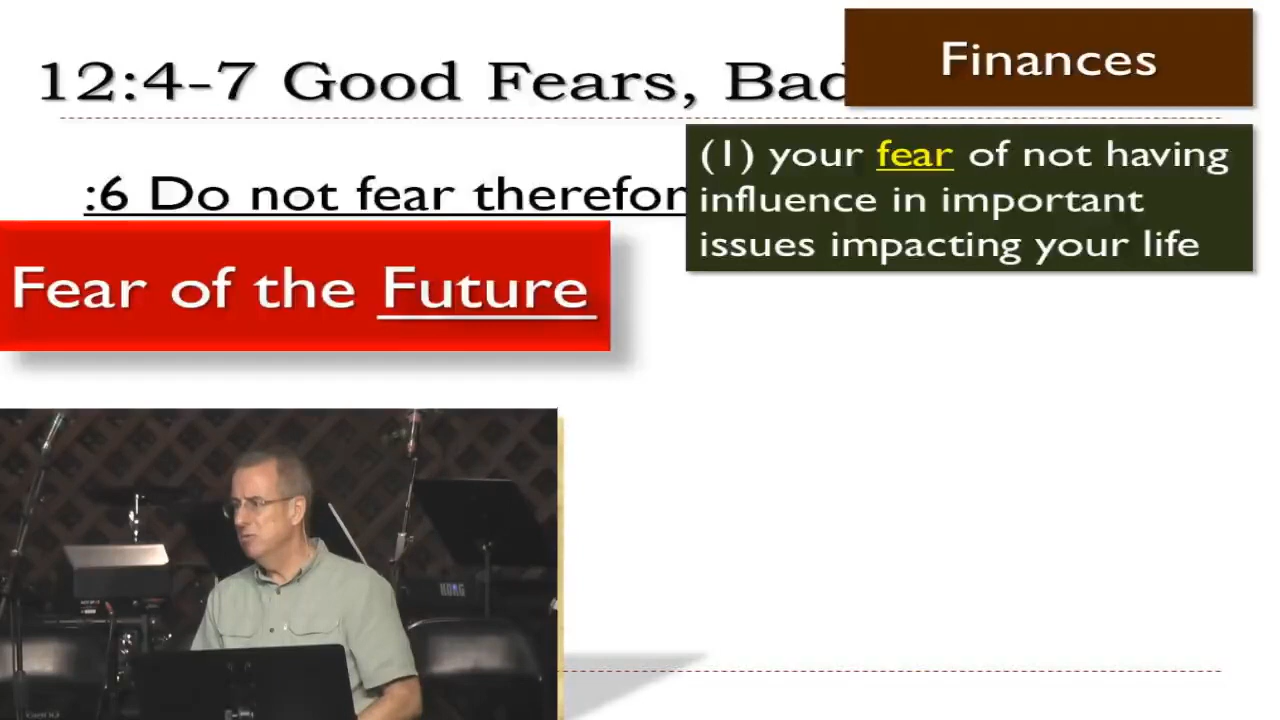 12:4-7 Good Fears, Bad
Finances
(1) your fear of not having
influence in important
issues impacting your life
:6 Do not fear therefor
Fear of the Future
KORG